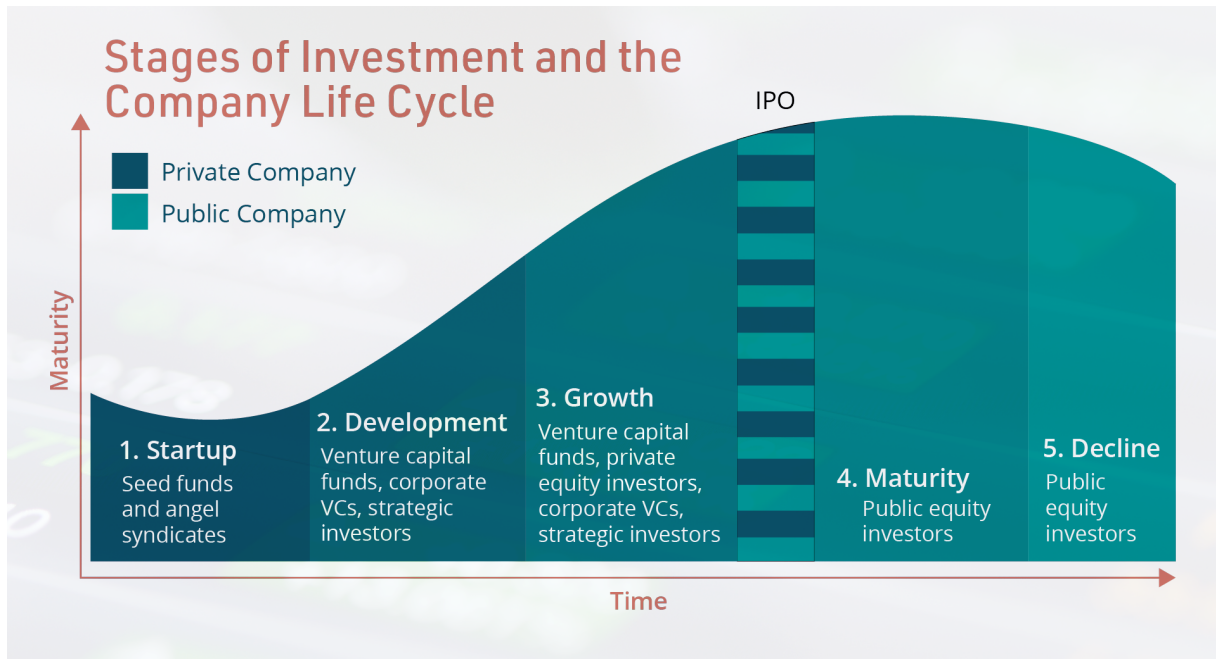 Stages of Investment and the
Company Life Cycle
IPO
Private Company
Public Company
Maturity
1. Startup
Seed funds
and angel
syndicates
2. Development
Venture capital
funds, corporate
VCs, strategic
investors
3. Growth
Venture capital
funds, private
equity investors,
corporate VCs,
strategic investors
4. Maturity
Public equity
investors
5. Decline
Public
equity
investors
Time